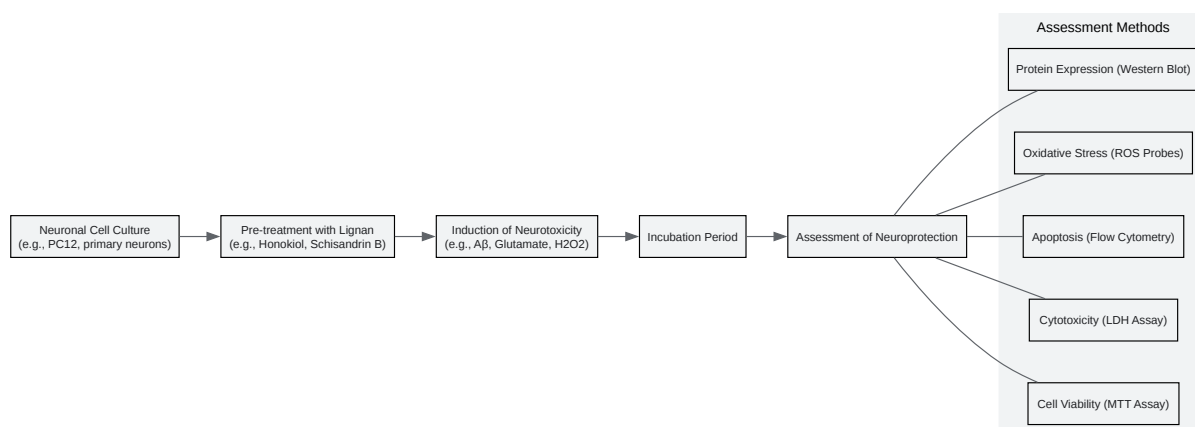 Assessment Methods
Protein Expression (Western Blot)
Oxidative Stress (ROS Probes)
Neuronal Cell Culture
(e.g., PC12, primary neurons)
Pre-treatment with Lignan
(e.g., Honokiol, Schisandrin B)
Induction of Neurotoxicity
(e.g., Aβ, Glutamate, H2O2)
Incubation Period
Assessment of Neuroprotection
Apoptosis (Flow Cytometry)
Cytotoxicity (LDH Assay)
Cell Viability (MTT Assay)